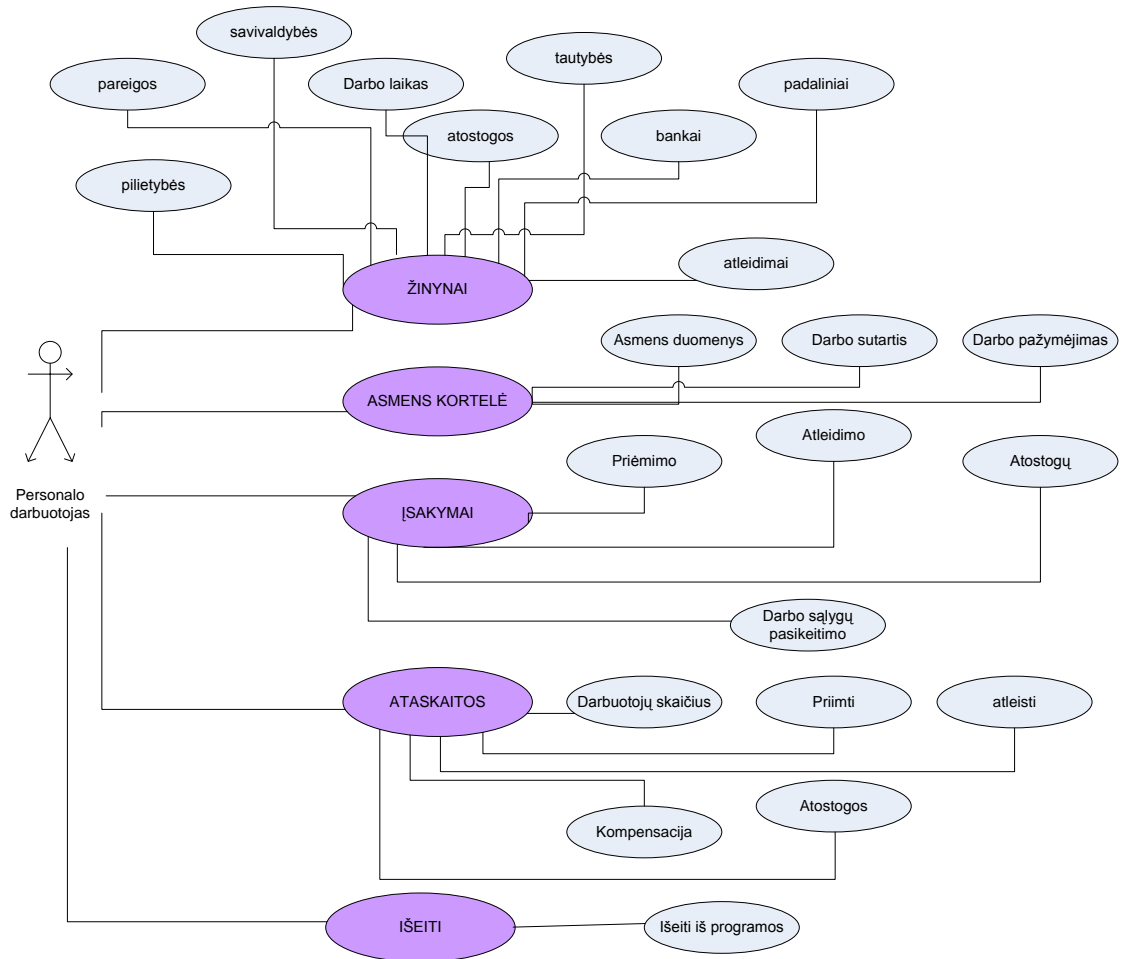 savivaldybės
tautybės
pareigos
Darbo laikas
padaliniai
atostogos
bankai
pilietybės
atleidimai
ŽINYNAI
Asmens duomenys
Darbo sutartis
Darbo pažymėjimas
ASMENS KORTELĖ
Atleidimo
Priėmimo
Atostogų
Personalo
darbuotojas
ĮSAKYMAI
Darbo sąlygų
pasikeitimo
ATASKAITOS
Darbuotojų skaičius
Priimti
atleisti
Atostogos
Kompensacija
IŠEITI
Išeiti iš programos